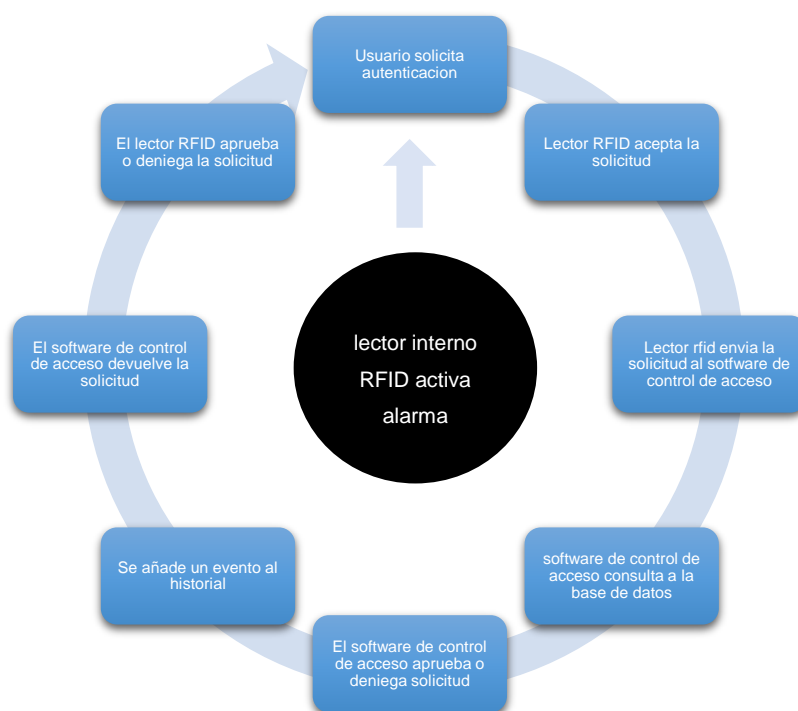 Usuario solicita
autenticacion
Lector RFID acepta la
solicitud
Lector rfid envia la
solicitud al sotfware de
control de acceso
software de control de
acceso consulta a la
base de datos
El software de control
de acceso aprueba o
deniega solicitud
Se añade un evento al
historial
El software de control
de acceso devuelve la
solicitud
El lector RFID aprueba
o deniega la solicitud
lector interno
RFID activa
alarma